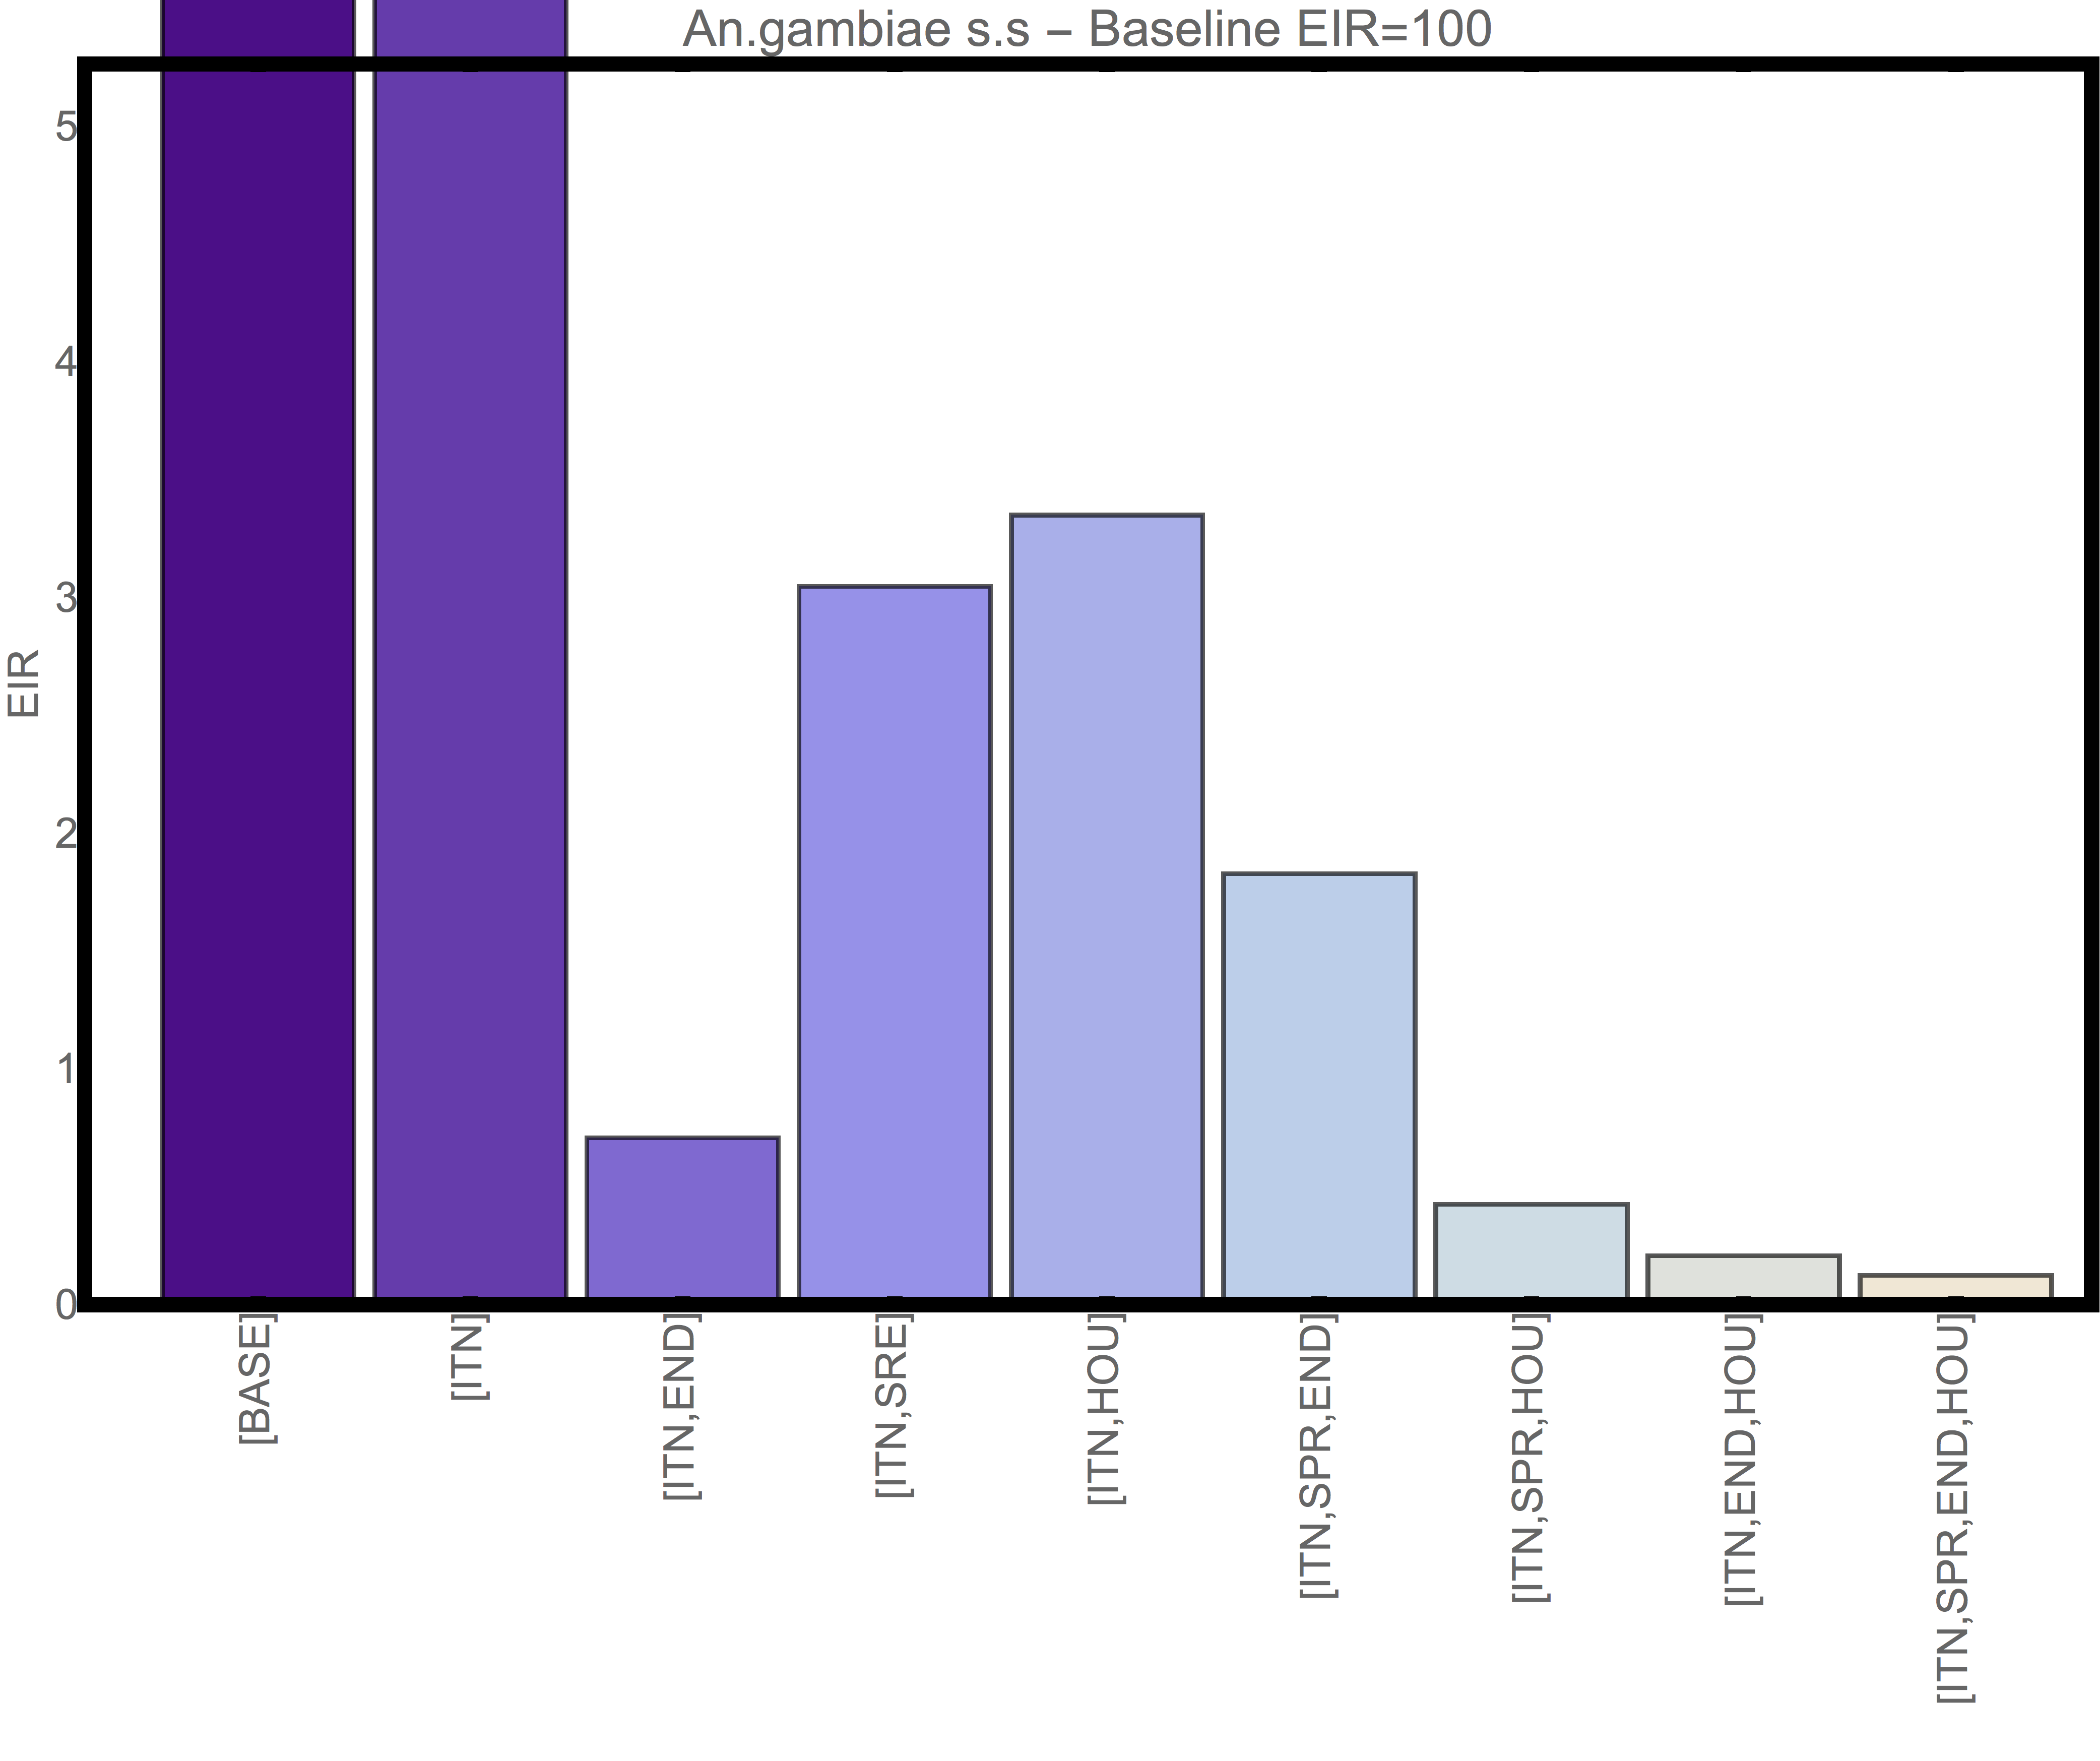 An.gambiae s.s – Baseline EIR=100
5
4
3
2
1
0
EIR
[BASE]
[ITN]
[ITN,END]
[ITN,SRE]
[ITN,HOU]
[ITN,SPR,END]
[ITN,SPR,HOU]
[ITN,END,HOU]
[ITN,SPR,END,HOU]